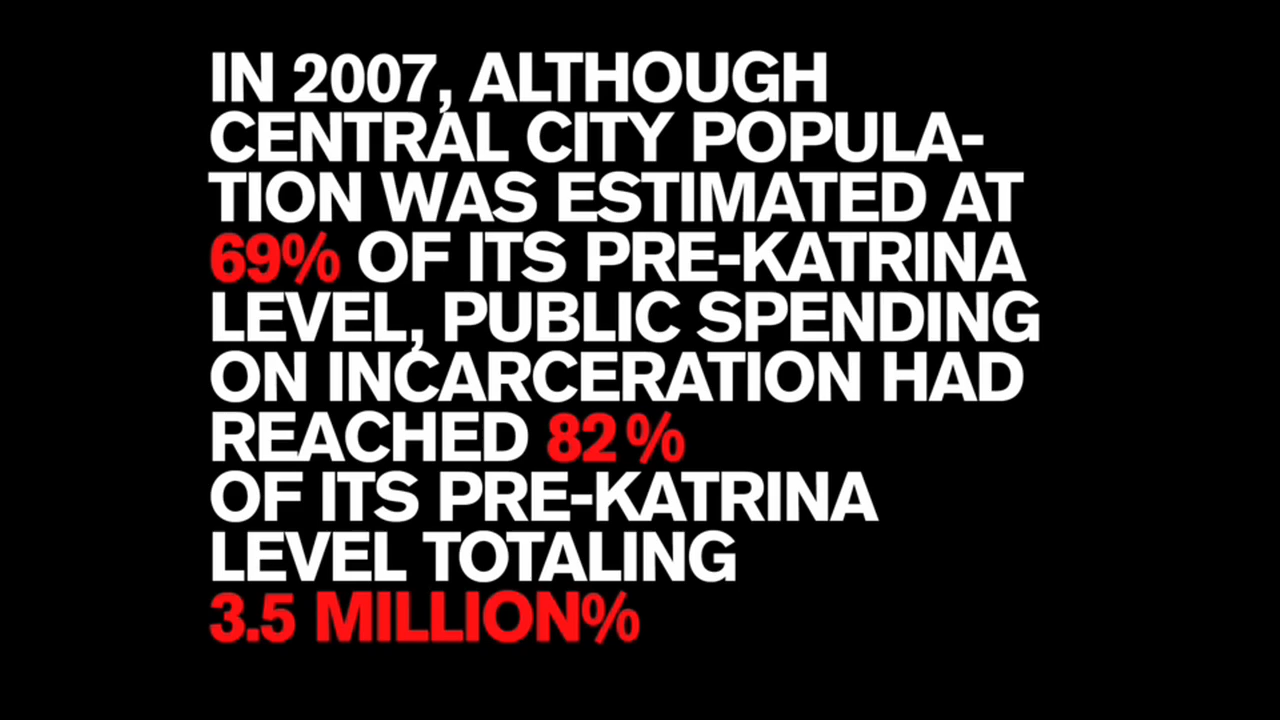 IN 2007, ALTHOUGH
CENTRAL CITY POPULA-
TION WAS ESTIMATED AT
69% OF ITS PRE-KATRINA
LEVEL, PUBLIC SPENDING
ON INCARCERATION HAD
REACHED 82 %
OF ITS PRE-KATRINA
LEVEL TOTALING
3.5 MILLION%